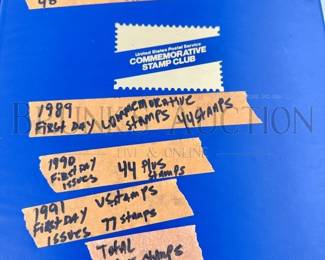 48
United States Postal Service
COMMEMORATIVE
STAMP CLUB
1989 Commemorative
First Day Stamps 44 Stamps
AUCTION
LIVE & ONLINE
1990
First Day 44 Plus
Issues Stamps
1991 Stamps
First Day
Issues 77 Stamps
Total
Stamps